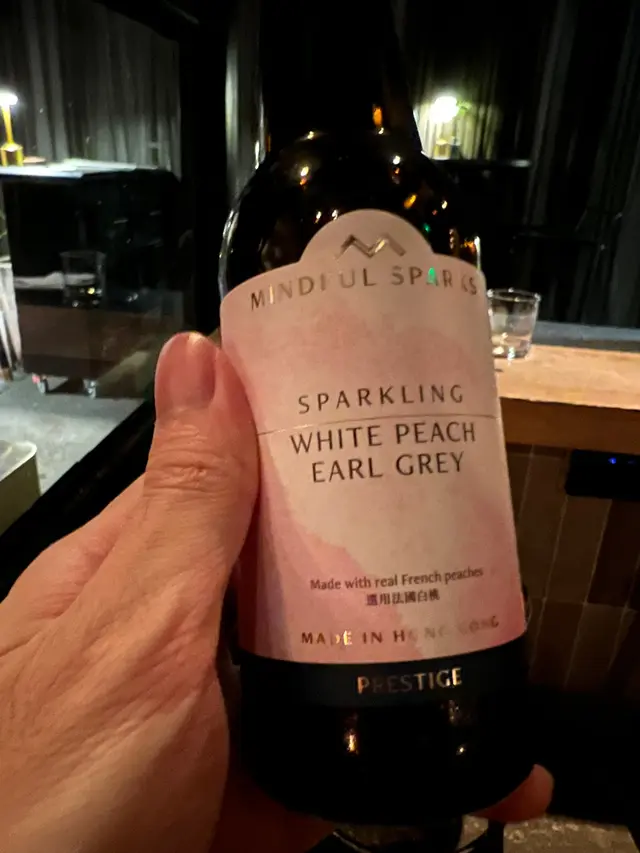 MINDFUL SPARKS
SPARKLING
WHITE PEACH
EARL GREY
Made with real French peaches
選用法國白桃
MADE IN HONG KONG
PRESTIGE